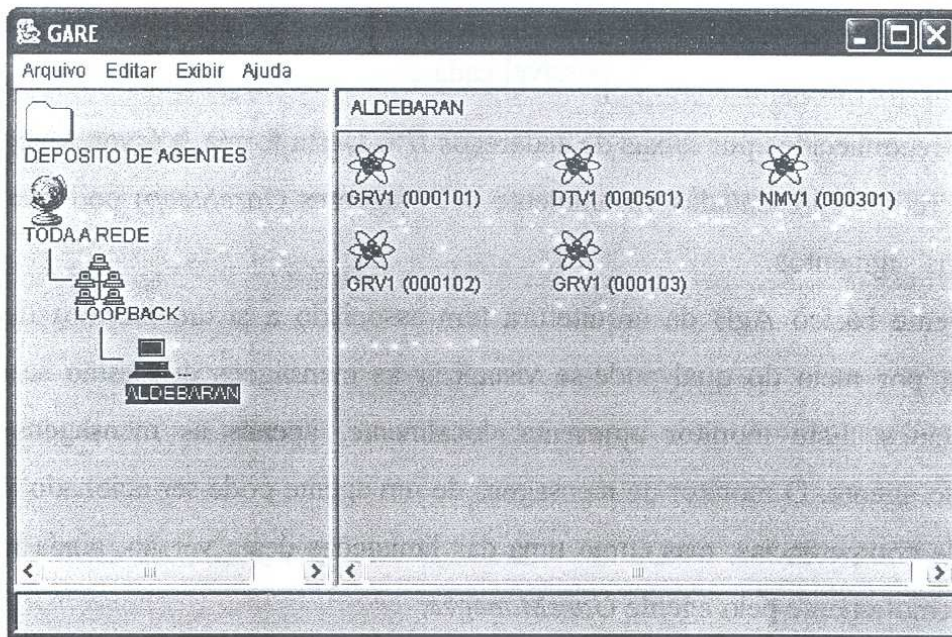 GARE
Arquivo Editar Exibir Ajuda
DEPOSITO DE AGENTES
TODA A REDE
LOOPBACK
ALDEBARAN
ALDEBARAN
GRV1 (000101)
DTV1 (000501)
NMV1 (000301)
GRV1 (000102)
GRV1 (000103)